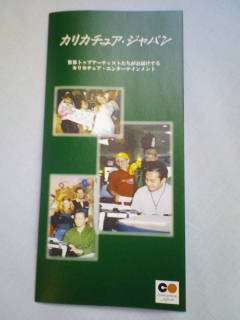 カリカチュア・ジャパン
トップアーティストたちがお届けする
カリカチュア・エンターテインメント